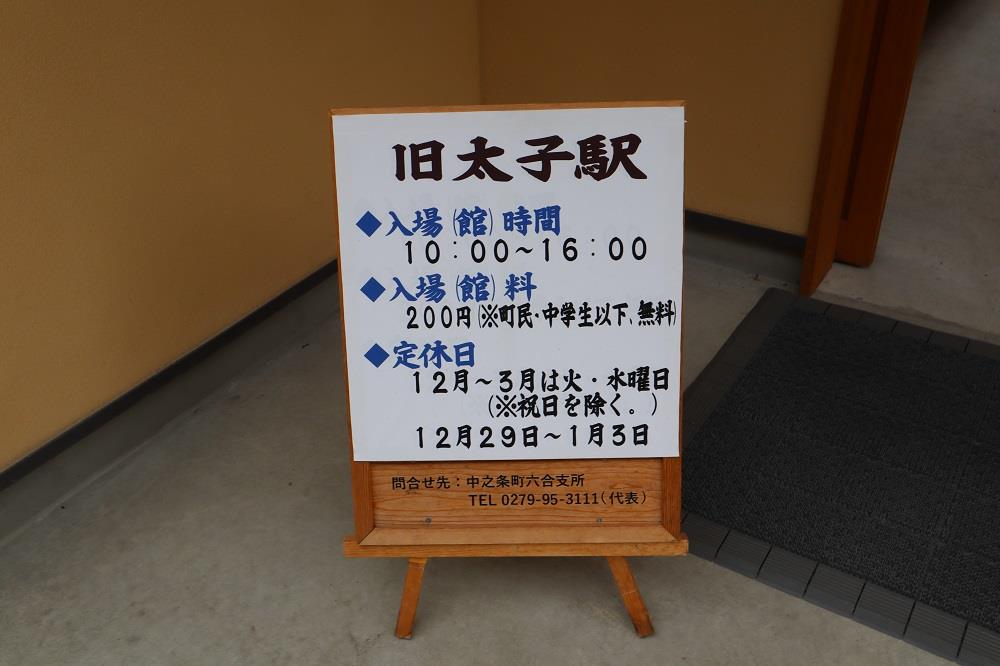 旧太子駅
◆入場(館)時間
10:00～16:00
◆入場(館)料
200円(※町民・中学生以下、無料)
◆定休日
12月～3月は火・水曜日
(※祝日を除く。)
12月29日～1月3日
問合せ先：中之条町六合支所
TEL 0279-95-3111(代表)